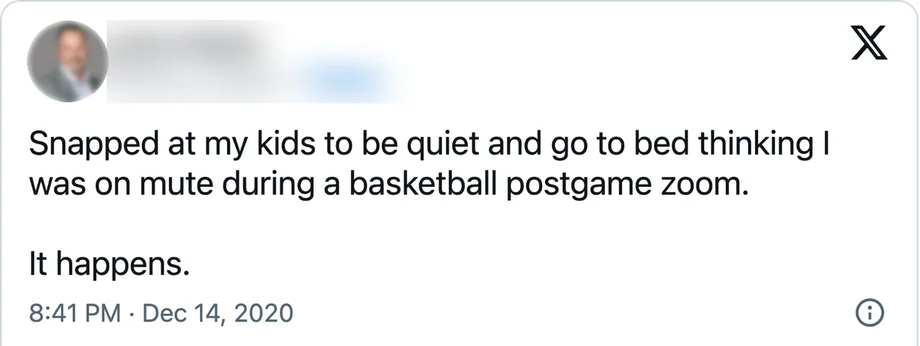 Snapped at my kids to be quiet and go to bed thinking I
was on mute during a basketball postgame zoom.
It happens.
8:41 PM · Dec 14, 2020